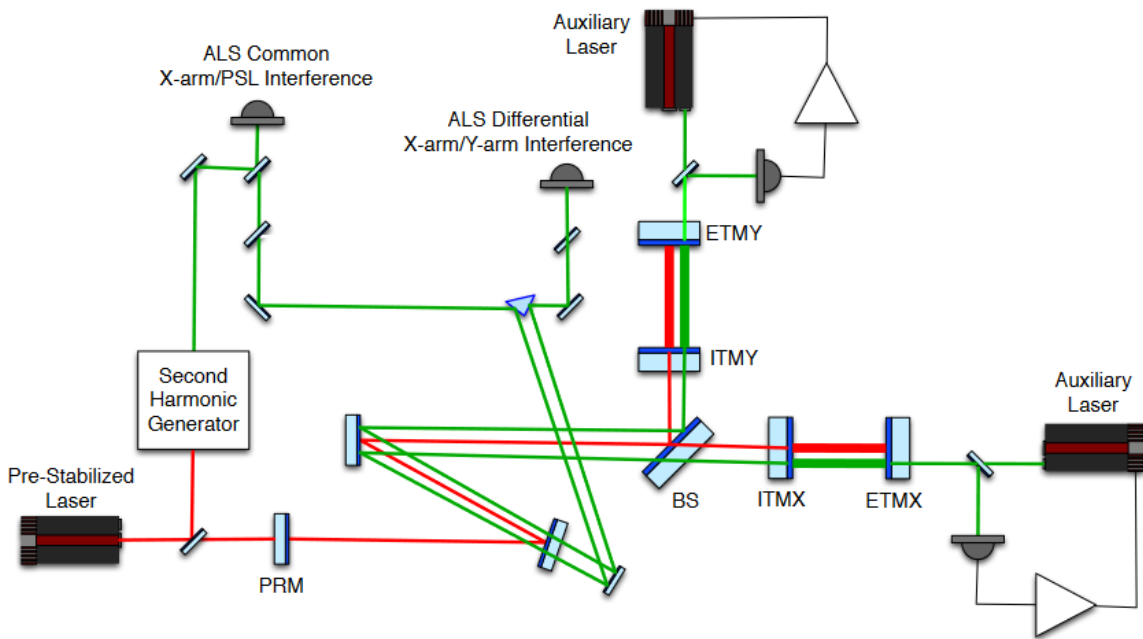 Auxiliary
Laser
ALS Common
X-arm/PSL Interference
ALS Differential
X-arm/Y-arm Interference
ETMY
ITMY
Second
Harmonic
Generator
Auxiliary
Laser
Pre-Stabilized
Laser
PRM
BS
ITMX
ETMX